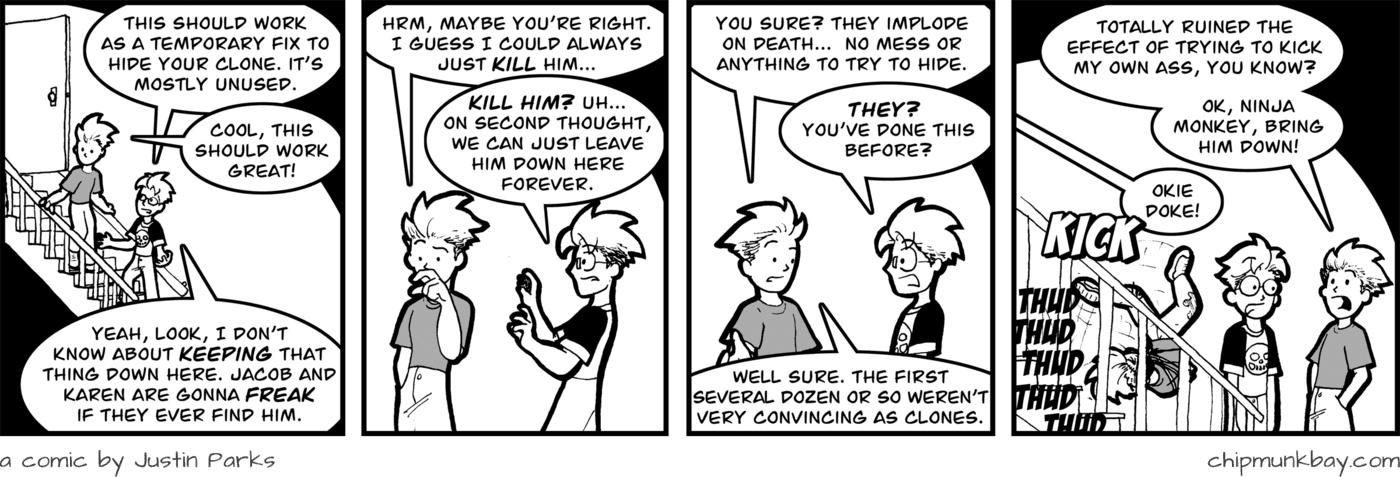 THIS SHOULD WORK
AS A TEMPORARY FIX TO
HIDE YOUR CLONE. IT'S
MOSTLY UNUSED.
COOL, THIS
SHOULD WORK
GREAT!
YEAH, LOOK, I DON'T
KNOW ABOUT KEEPING THAT
THING DOWN HERE. JACOB AND
KAREN ARE GONNA FREAK
IF THEY EVER FIND HIM.
HRM, MAYBE YOU'RE RIGHT.
I GUESS I COULD ALWAYS
JUST KILL HIM...
KILL HIM? UH...
ON SECOND THOUGHT,
WE CAN JUST LEAVE
HIM DOWN HERE
FOREVER.
YOU SURE? THEY IMPLODE
ON DEATH... NO MESS OR
ANYTHING TO TRY TO HIDE.
THEY?
YOU'VE DONE THIS
BEFORE?
WELL SURE. THE FIRST
SEVERAL DOZEN OR SO WEREN'T
VERY CONVINCING AS CLONES.
TOTALLY RUINED THE
EFFECT OF TRYING TO KICK
MY OWN ASS, YOU KNOW?
OK, NINJA
MONKEY, BRING
HIM DOWN!
OKIE
DOKE!
KICK
THUD
THUD
THUD
THUD
THUD
a comic by Justin Parks
chipmunkbay.com